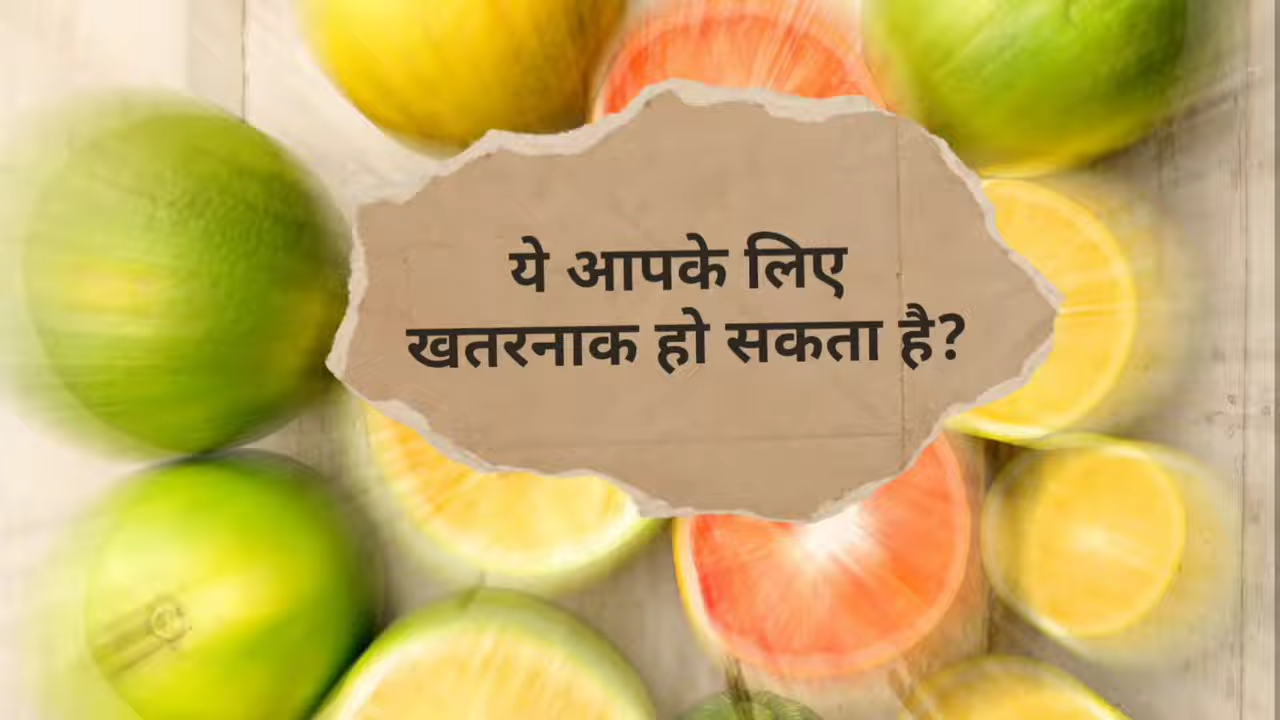 ये आपके लिए
खतरनाक हो सकता है?